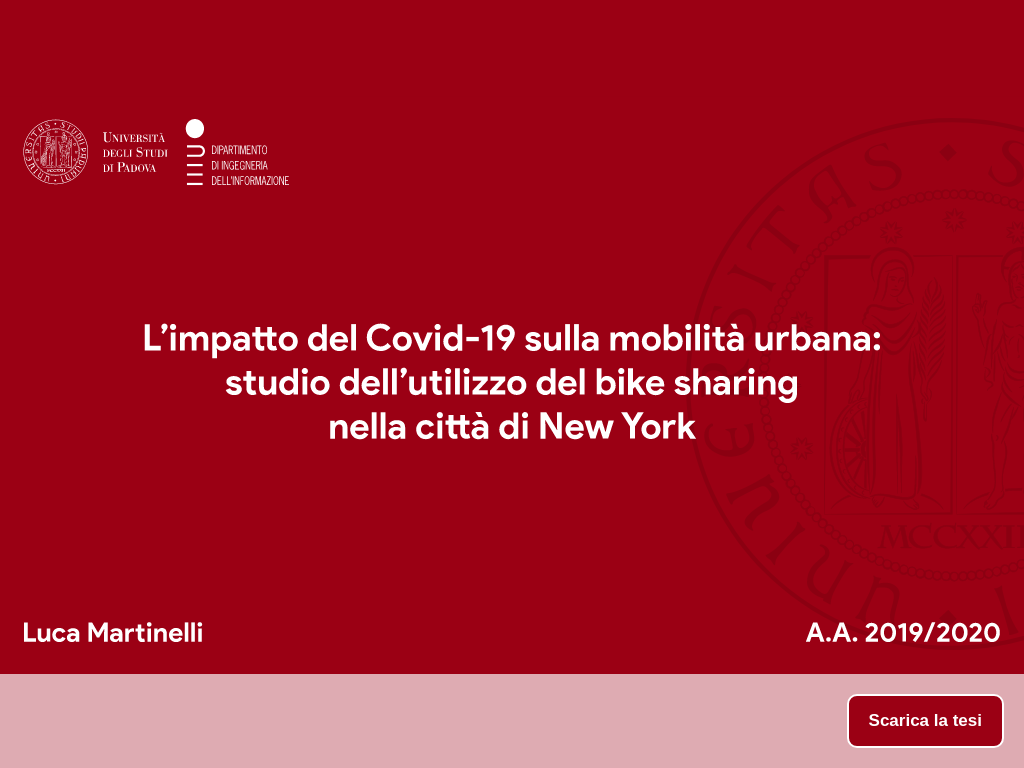 UNIVERSITÀ
DEGLI STUDI
DI PADOVA
DIPARTIMENTO
DI INGEGNERIA
DELL'INFORMAZIONE
L’impatto del Covid-19 sulla mobilità urbana:
studio dell’utilizzo del bike sharing
nella città di New York
MCCXXII
Luca Martinelli
A.A. 2019/2020
Scarica la tesi